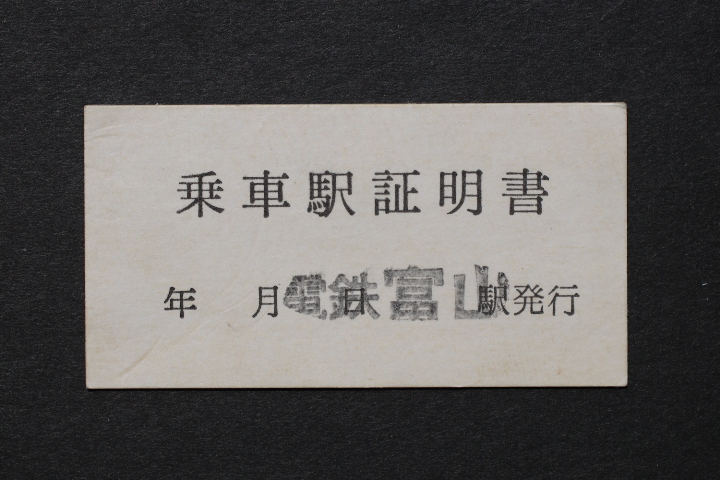 乗車駅証明書
年 月 日 電鉄富山 駅発行